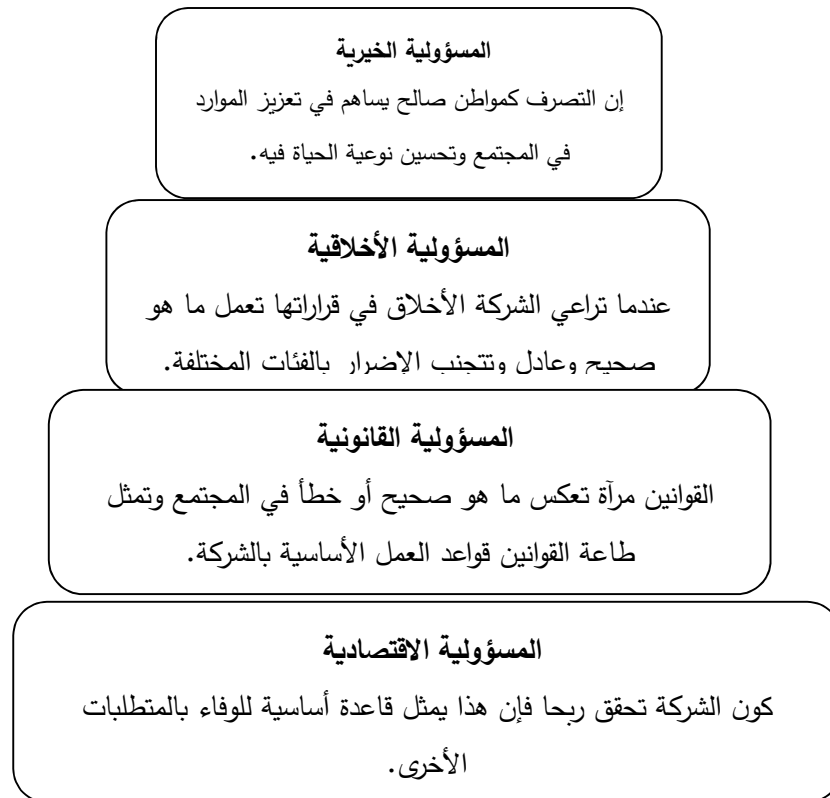 المسؤولية الخيرية
إن التصرف كمواطن صالح يساهم في تعزيز الموارد
في المجتمع وتحسين نوعية الحياة فيه.
المسؤولية الأخلاقية
عندما تراعي الشركة الأخلاق في قراراتها تعمل ما هو
صحيح وعادل وتتجنب الإضرار بالفئات المختلفة.
المسؤولية القانونية
القوانين مرآة تعكس ما هو صحيح أو خطأ في المجتمع وتمثل
طاعة القوانين قواعد العمل الأساسية بالشركة.
المسؤولية الاقتصادية
كون الشركة تحقق ربحا فإن هذا يمثل قاعدة أساسية للوفاء بالمتطلبات
الأخرى.